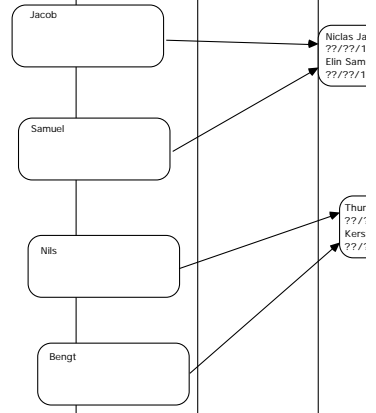 Jacob
Niclas Ja
??/??/1
Elin Sam
??/??/1
Samuel
Thur
??/?
Kers
??/?
Nils
Bengt